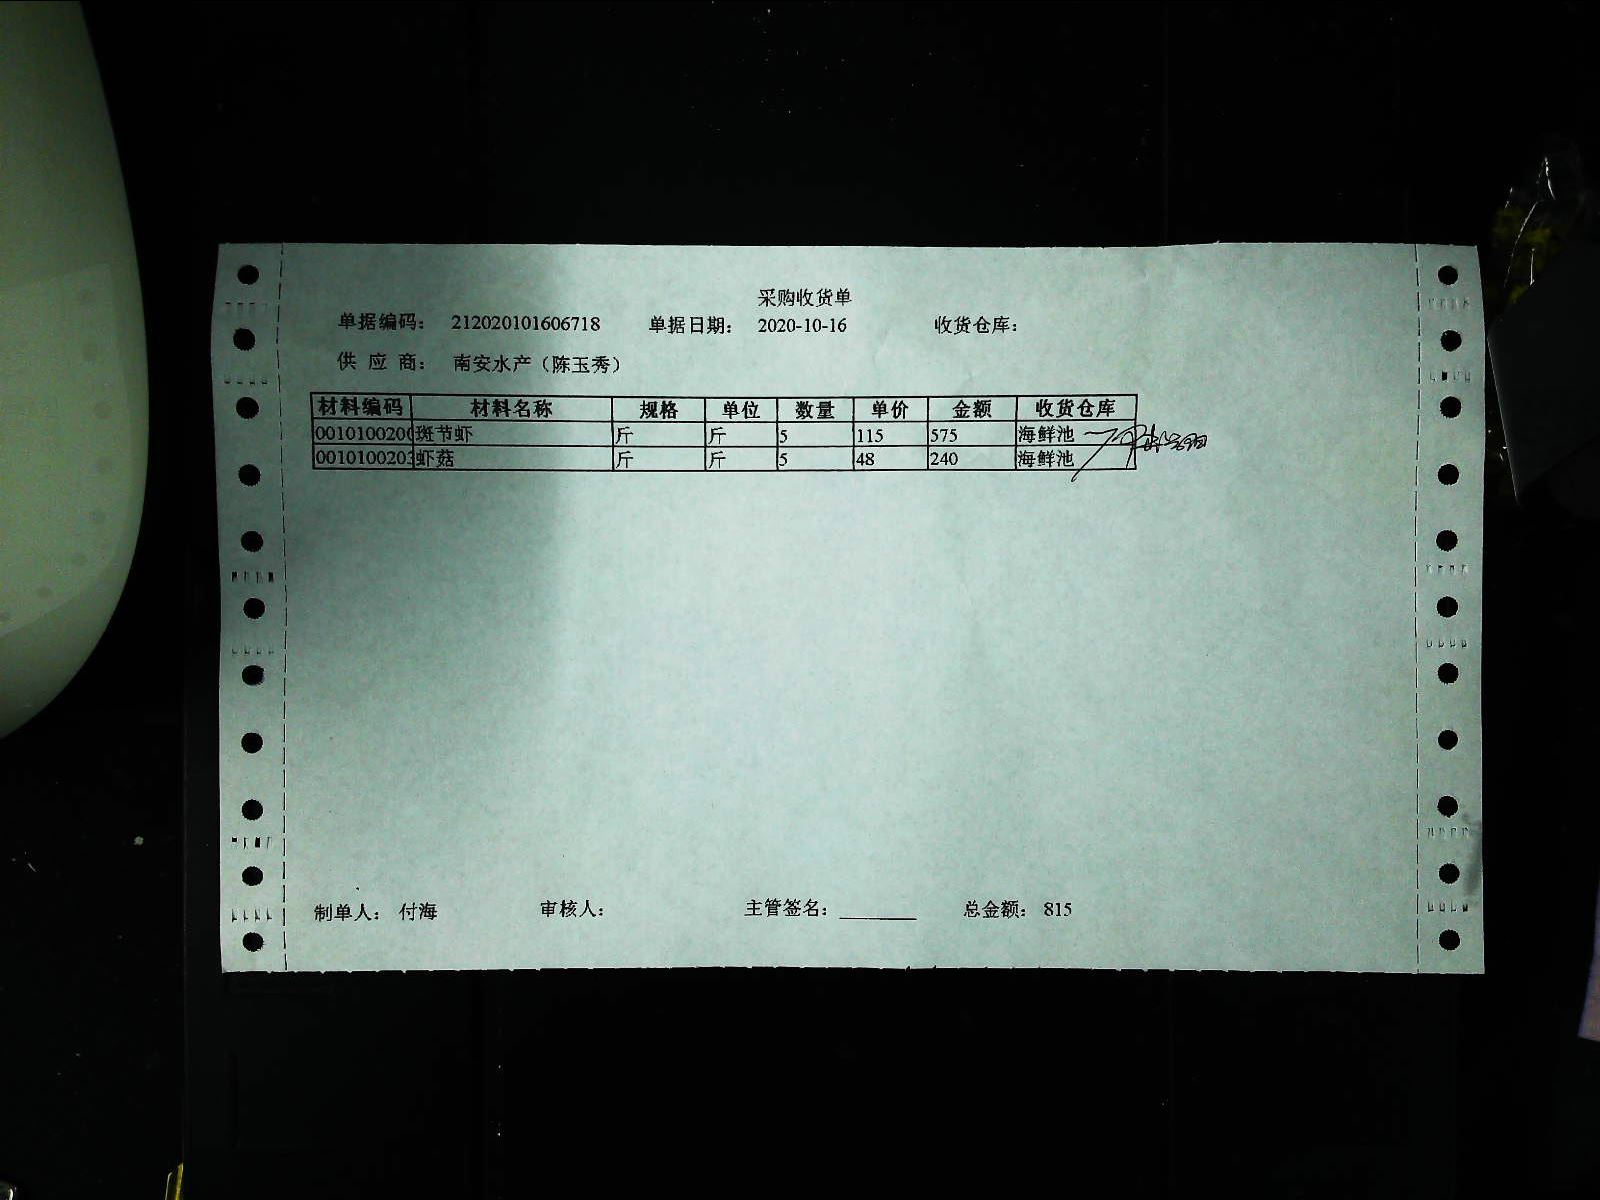 采购收货单
单据编码： 212020101606718 单据日期： 2020-10-16 收货仓库：
供 应 商： 南安水产（陈玉秀）
材料编码 材料名称 规格 单位 数量 单价 金额 收货仓库
0010100200 斑节虾 斤 斤 5 115 575 海鲜池
0010100203 虾菇 斤 斤 5 48 240 海鲜池
制单人： 付海 审核人： 主管签名： 总金额： 815